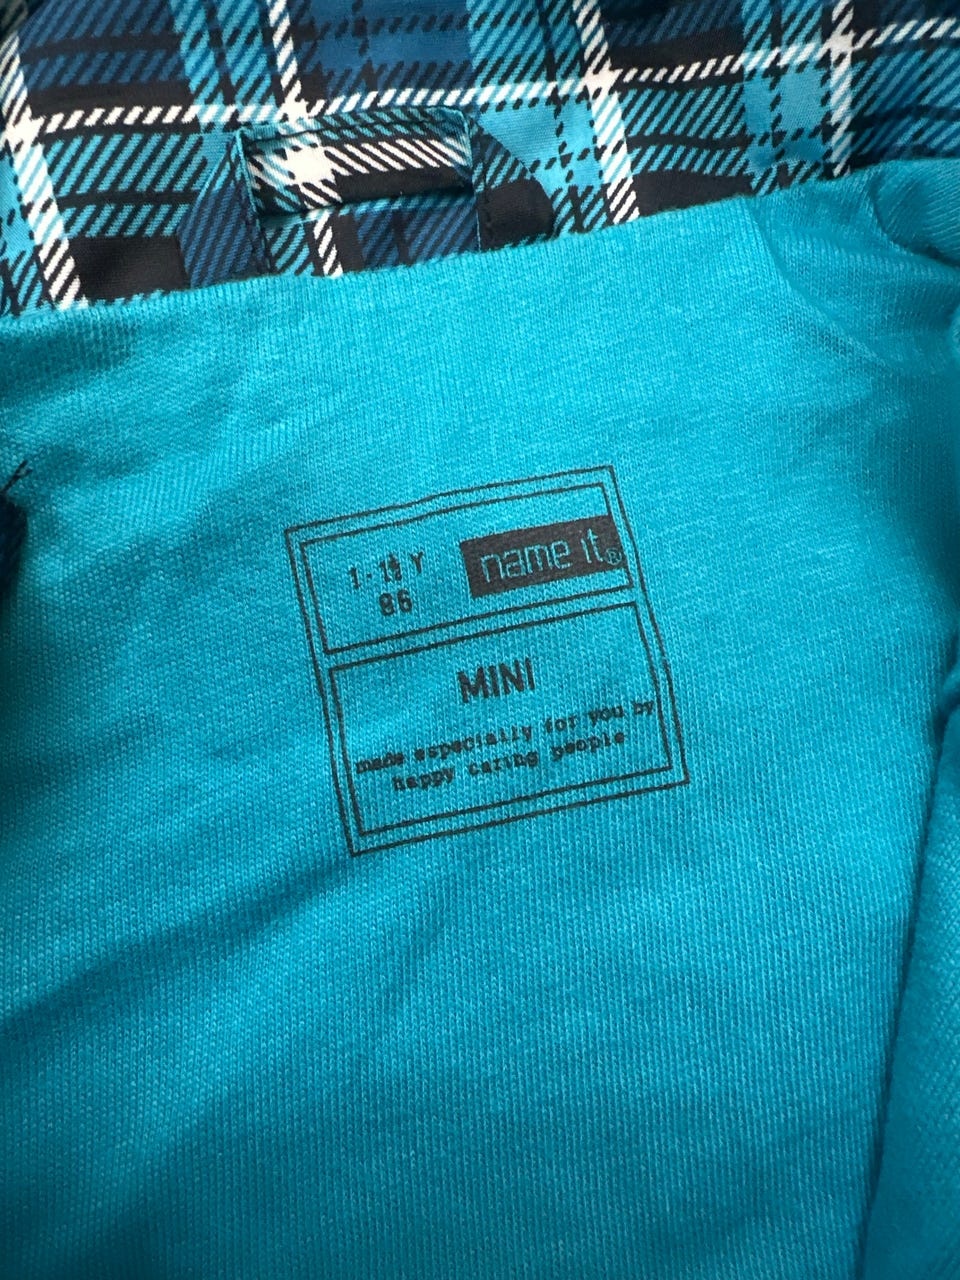 1 - 1½ Y
86
name it®
MINI
made especially for you by
happy caring people